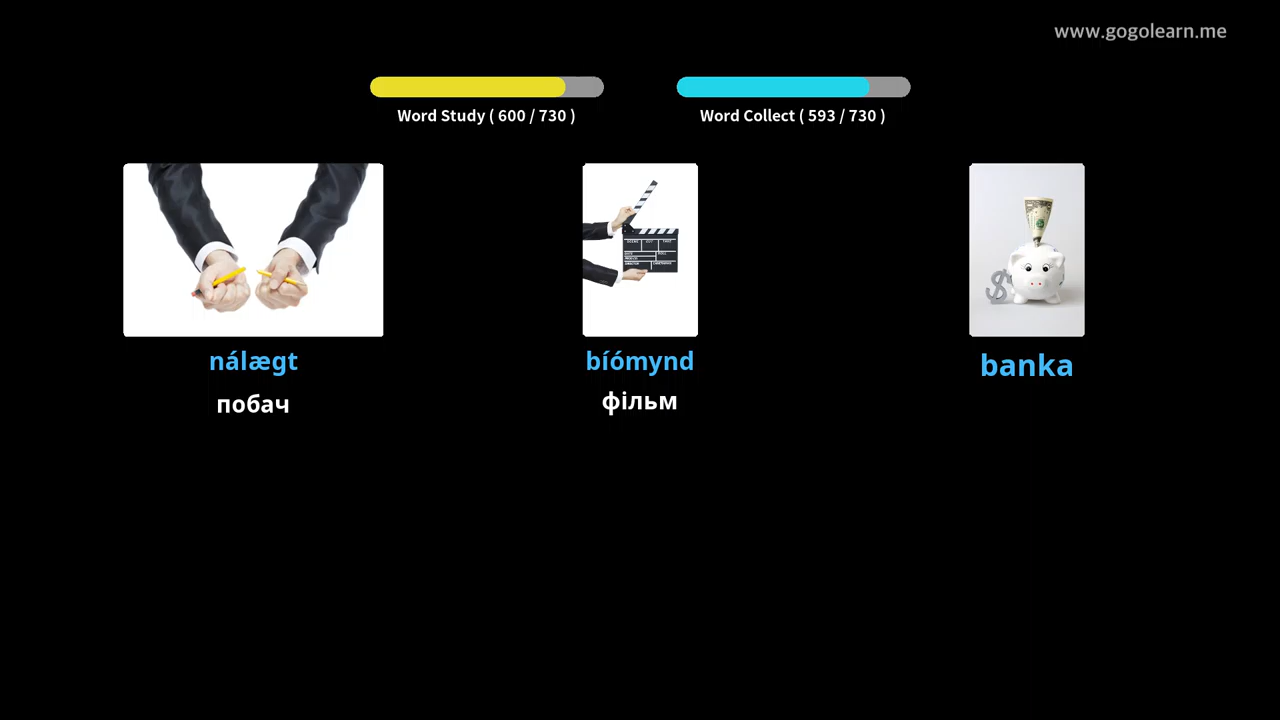 www.gogolearn.me
Word Study ( 600 / 730 )
Word Collect ( 593 / 730 )
nálægt
bíómynd
banka
побач
фільм